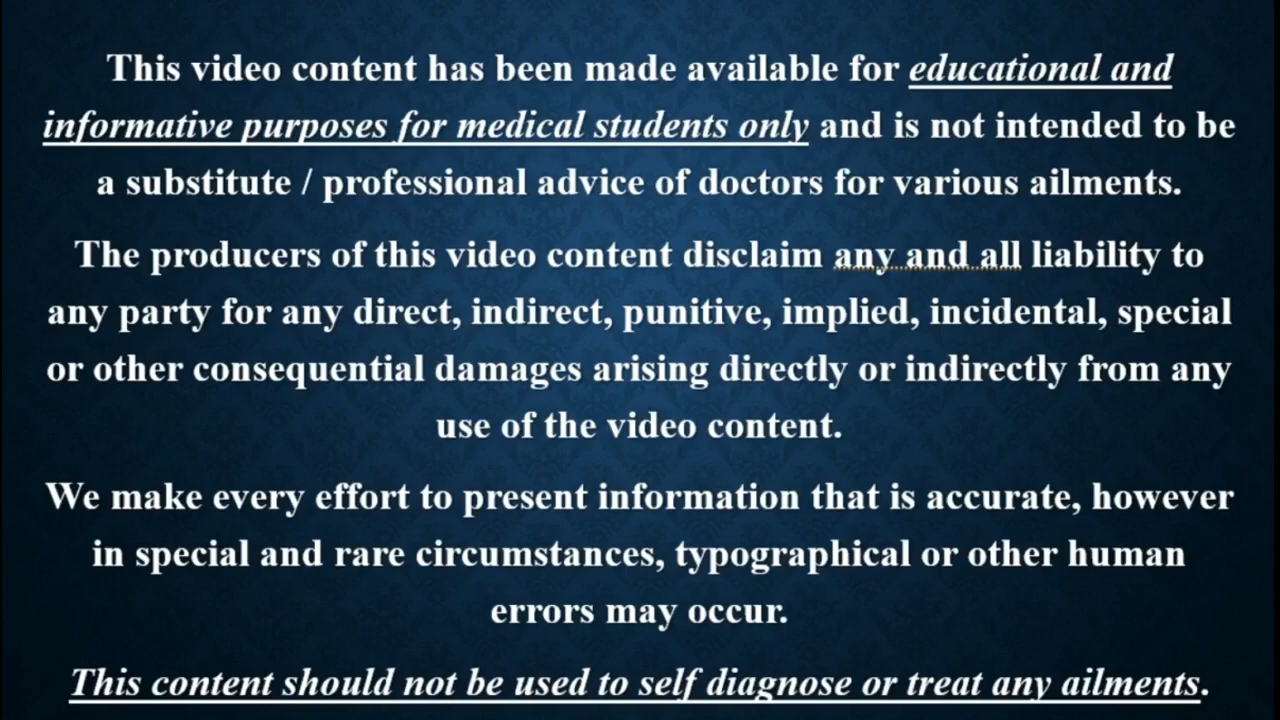 This video content has been made available for educational and
informative purposes for medical students only and is not intended to be
a substitute / professional advice of doctors for various ailments.
The producers of this video content disclaim any and all liability to
any party for any direct, indirect, punitive, implied, incidental, special
or other consequential damages arising directly or indirectly from any
use of the video content.
We make every effort to present information that is accurate, however
in special and rare circumstances, typographical or other human
errors may occur.
This content should not be used to self diagnose or treat any ailments.